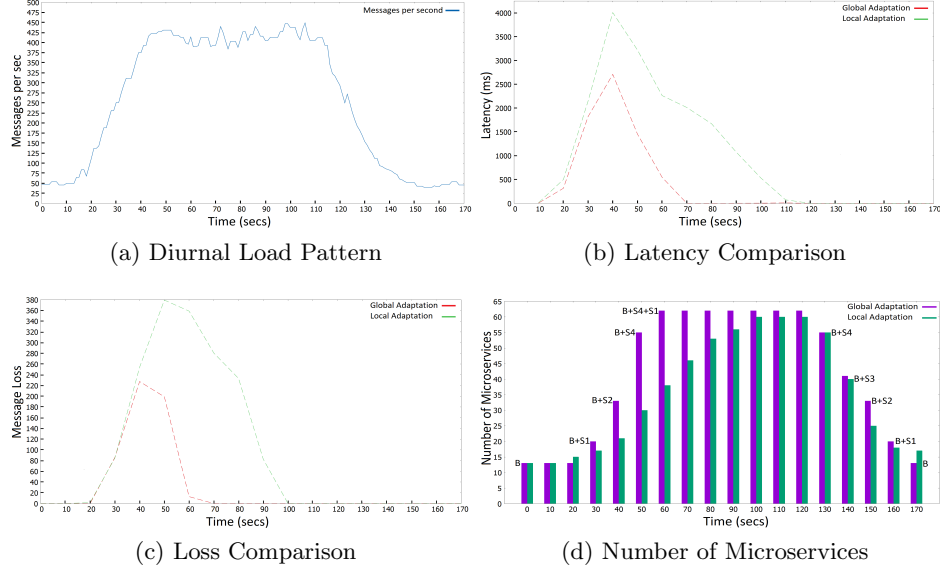 500
475
450
425
400
375
350
325
300
275
250
225
200
175
150
125
100
75
50
25
0
Messages per sec
Messages per second
0 10 20 30 40 50 60 70 80 90 100 110 120 130 140 150 160 170
Time (secs)
(a) Diurnal Load Pattern
4000
3500
3000
2500
2000
1500
1000
500
0
Latency (ms)
Global Adaptation
Local Adaptation
0 10 20 30 40 50 60 70 80 90 100 110 120 130 140 150 160 170
Time (secs)
(b) Latency Comparison
380
360
340
320
300
280
260
240
220
200
180
160
140
120
100
80
60
40
20
0
Message Loss
Global Adaptation
Local Adaptation
0 10 20 30 40 50 60 70 80 90 100 110 120 130 140 150 160 170
Time (secs)
(c) Loss Comparison
65
60
55
50
45
40
35
30
25
20
15
10
5
0
Number of Microservices
Global Adaptation
Local Adaptation
B
B+S1
B+S2
B+S4
B+S4+S1
B+S4
B+S3
B+S2
B+S1
B
0 10 20 30 40 50 60 70 80 90 100 110 120 130 140 150 160 170
Time (secs)
(d) Number of Microservices